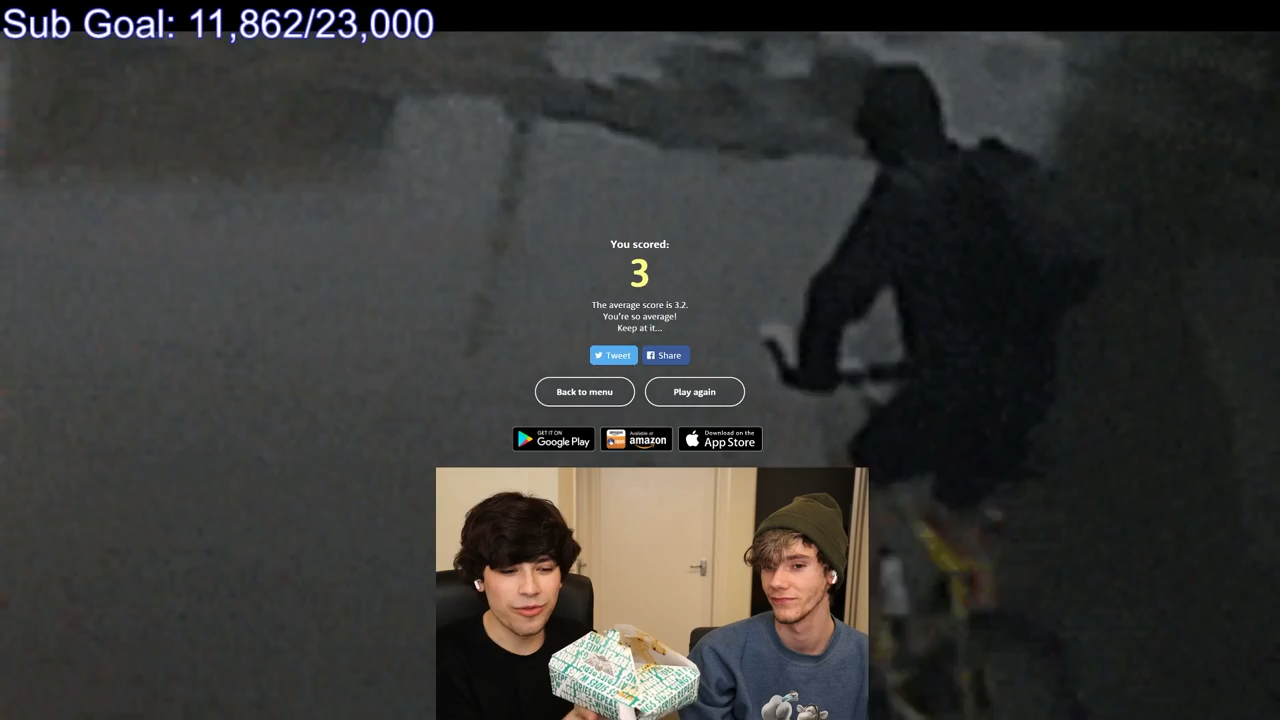 Sub Goal: 11,862/23,000
You scored:
3
The average score is 3.2.
You're so average!
Keep at it...
Tweet
Share
Back to menu
Play again
GET IT ON
Google Play
Available at
amazon
Download on the
App Store